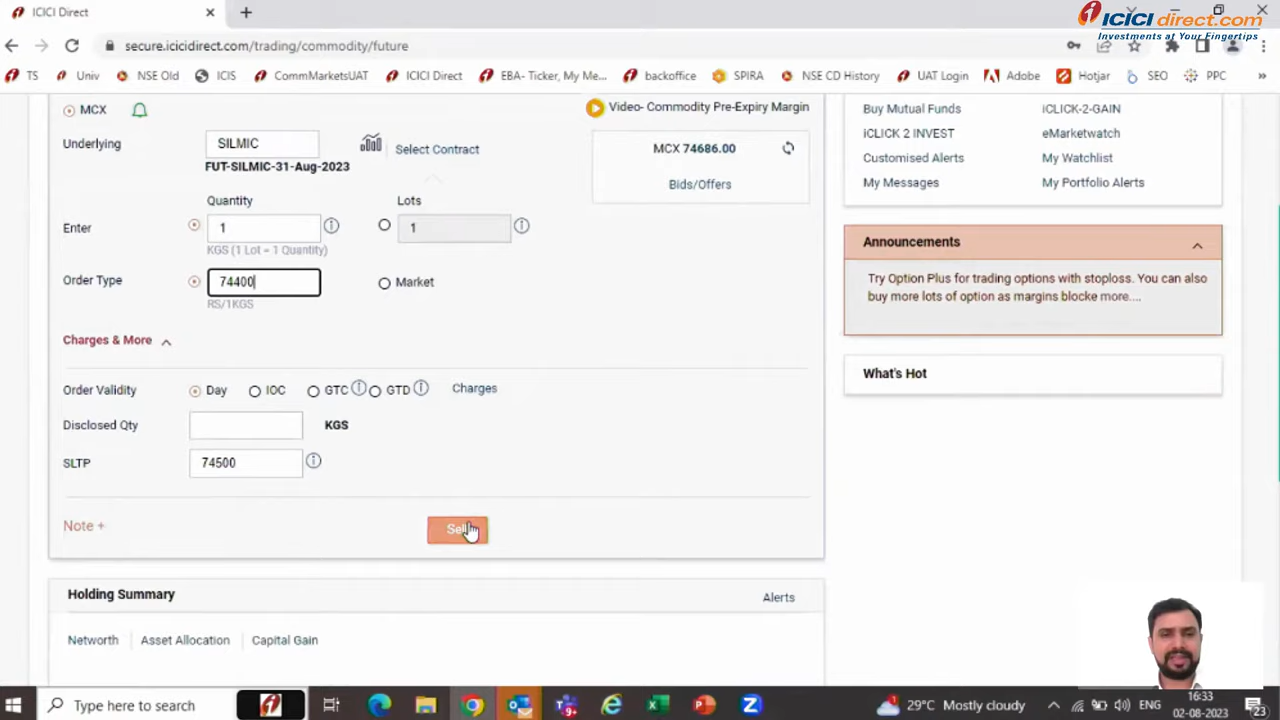 ICICI Direct
ICICI direct.com
Investments at Your Fingertips
secure.icicidirect.com/trading/commodity/future
TS Univ NSE Old ICIS CommMarketsUAT ICICI Direct EBA- Ticker, My Me... backoffice SPIRA NSE CD History UAT Login Adobe Hotjar SEO PPC
MCX
Video- Commodity Pre-Expiry Margin
Underlying SILMIC Select Contract
FUT-SILMIC-31-Aug-2023
MCX 74686.00
Bids/Offers
Quantity Lots
Enter 1 1
KGS (1 Lot = 1 Quantity)
Order Type 74400 Market
RS/1KGS
Charges & More
Order Validity Day IOC GTC GTD Charges
Disclosed Qty KGS
SLTP 74500
Note + Sell
Holding Summary Alerts
Networth Asset Allocation Capital Gain
Buy Mutual Funds iCLICK-2-GAIN
iCLICK 2 INVEST eMarketwatch
Customised Alerts My Watchlist
My Messages My Portfolio Alerts
Announcements
Try Option Plus for trading options with stoploss. You can also
buy more lots of option as margins blocke more....
What's Hot
Type here to search
29°C Mostly cloudy ENG 16:33
02-08-2023 23